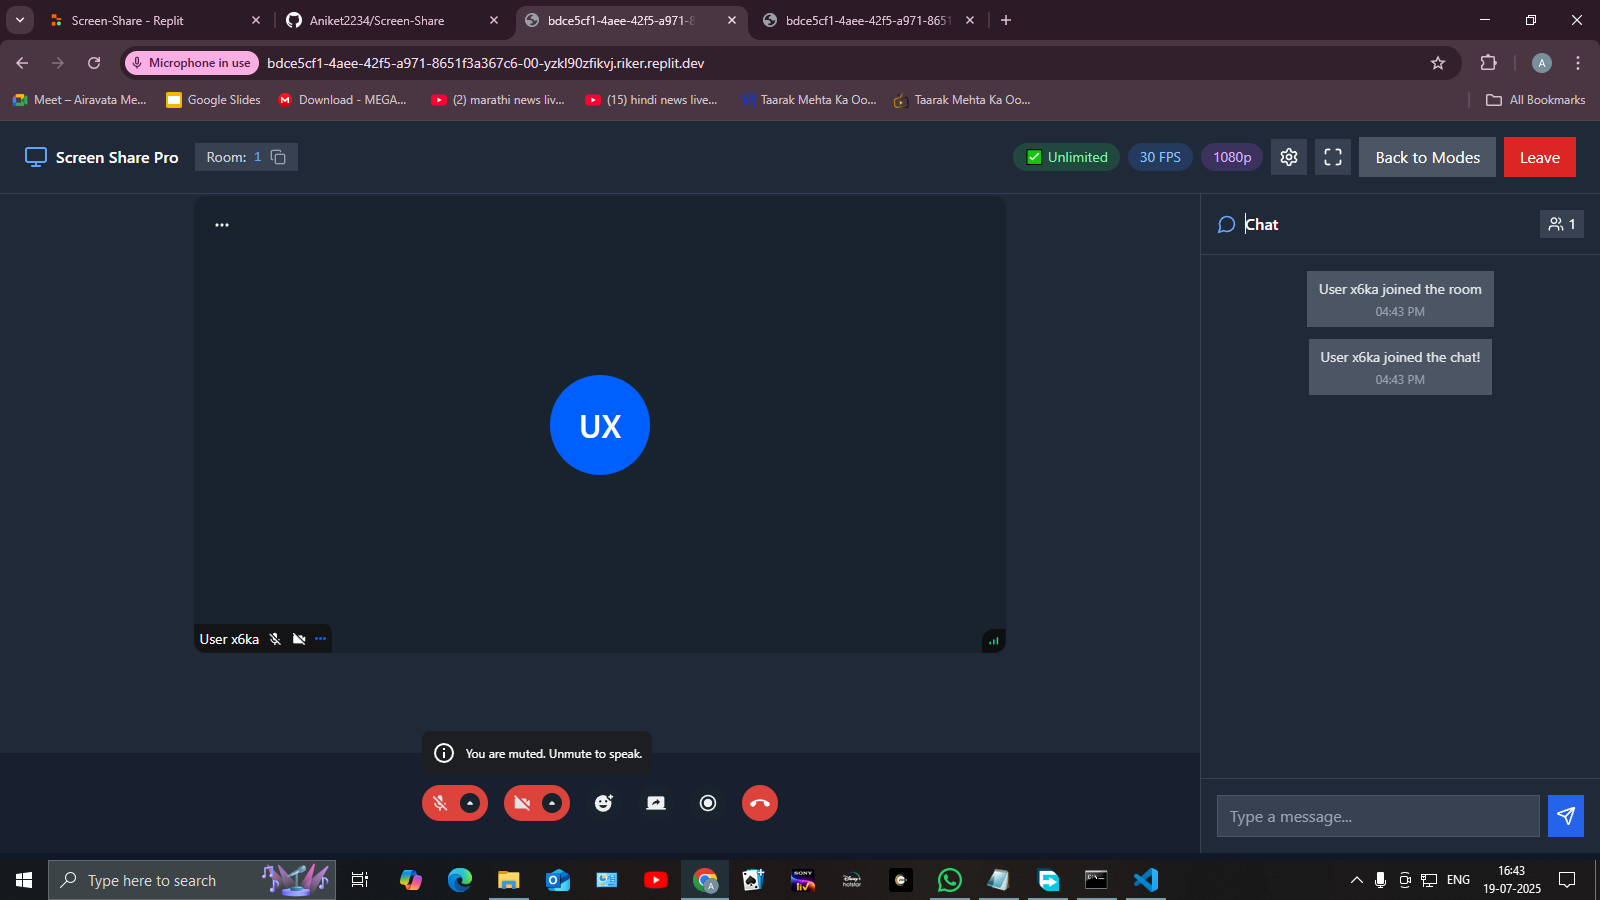 Screen-Share - Replit
Aniket2234/Screen-Share
bdce5cf1-4aee-42f5-a971-8
bdce5cf1-4aee-42f5-a971-8651
Microphone in use
bdce5cf1-4aee-42f5-a971-8651f3a367c6-00-yzkl90zfikvj.riker.replit.dev
A
Meet – Airavata Me...
Google Slides
Download - MEGA...
(2) marathi news liv...
(15) hindi news live...
Taarak Mehta Ka Oo...
Taarak Mehta Ka Oo...
All Bookmarks
Screen Share Pro
Room: 1
Unlimited
30 FPS
1080p
Back to Modes
Leave
Chat
1
User x6ka joined the room
04:43 PM
User x6ka joined the chat!
04:43 PM
UX
User x6ka
You are muted. Unmute to speak.
Type a message...
Type here to search
A
SONY
liv
ENG
16:43
19-07-2025